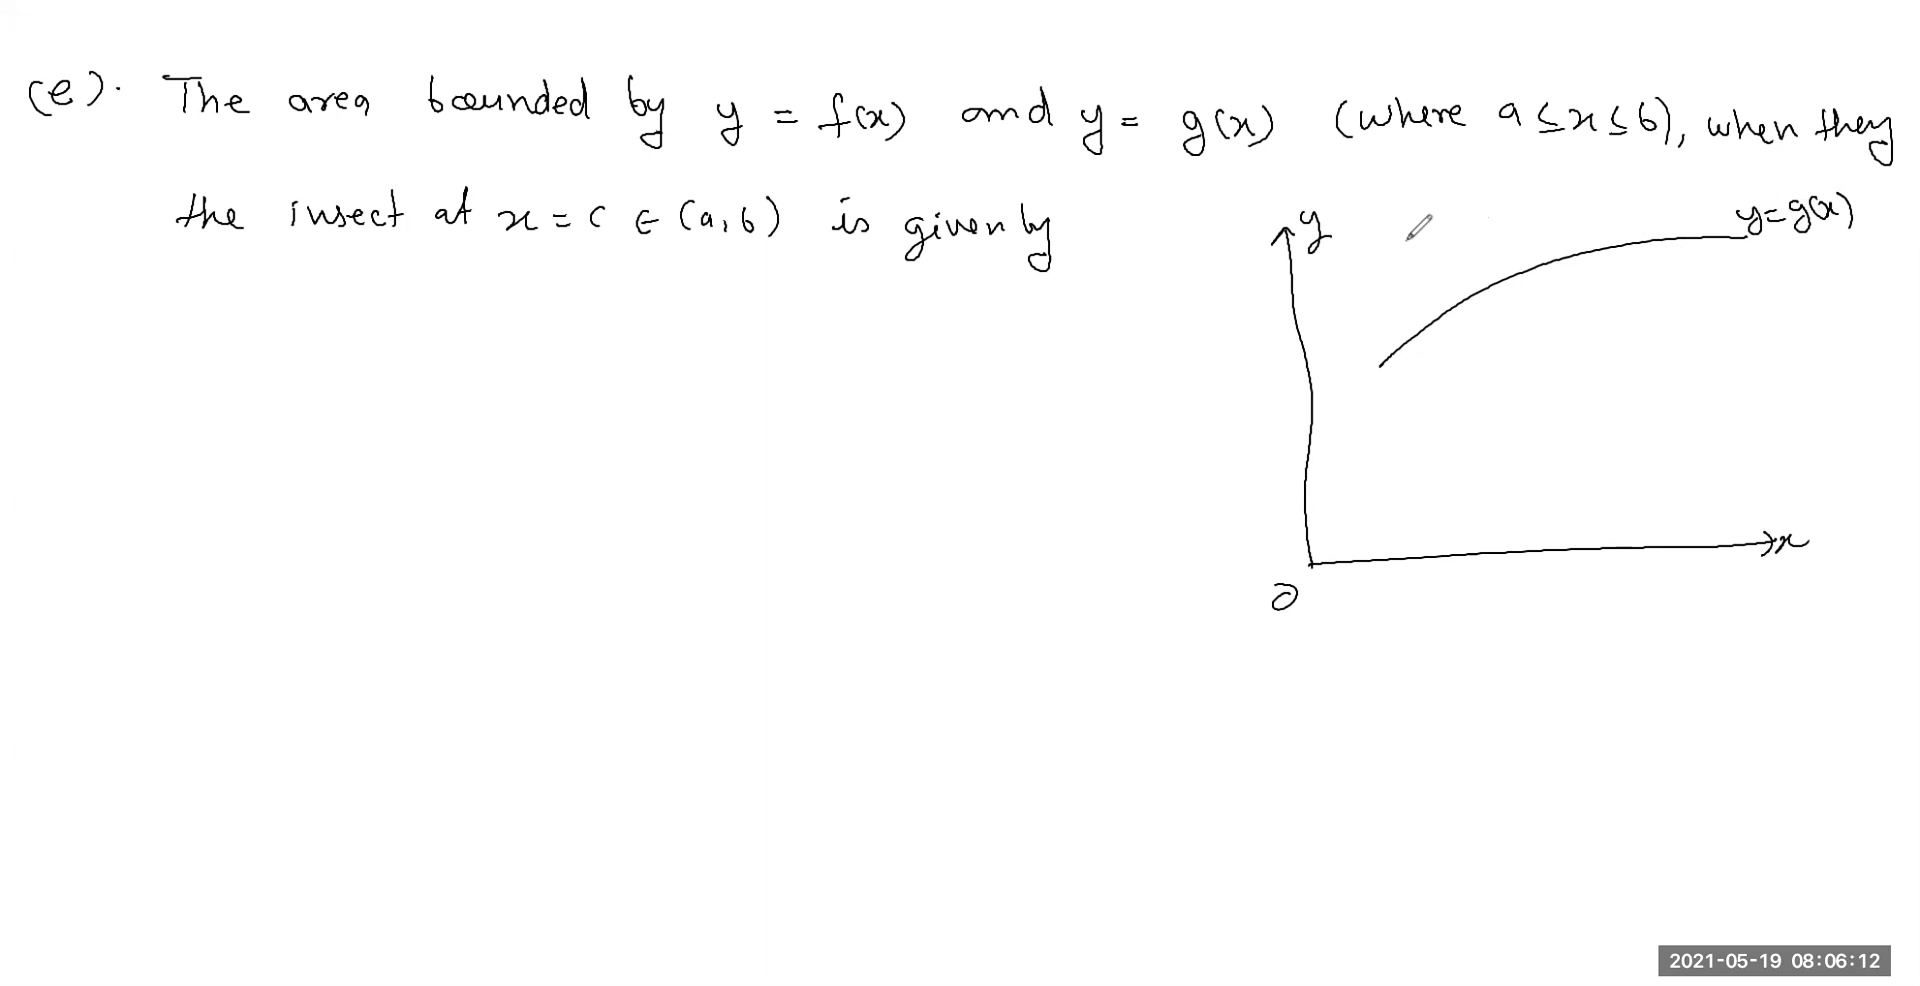 (e). The area bounded by y = f(x) and y = g(x) (where a ≤ x ≤ b), when they
the insect at x = c ∈ (a, b) is given by
y
y=g(x)
x
0
2021-05-19 08:06:12